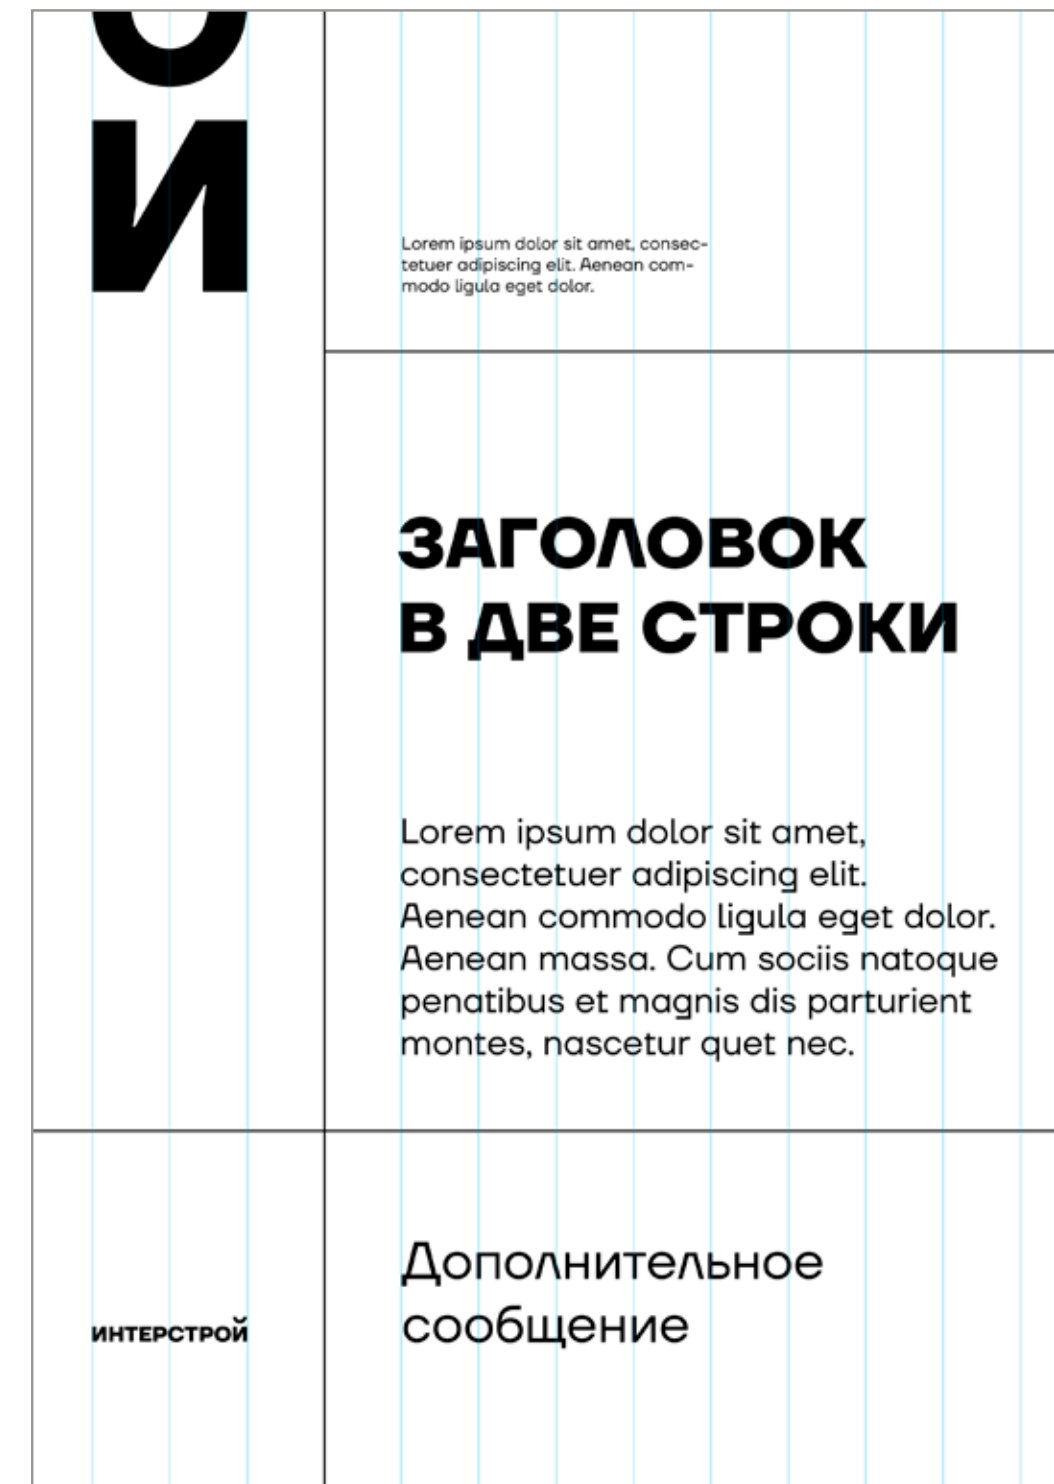 И
Lorem ipsum dolor sit amet, consec-
tetuer adipiscing elit. Aenean com-
modo ligula eget dolor.
ЗАГОЛОВОК
В ДВЕ СТРОКИ
Lorem ipsum dolor sit amet,
consectetuer adipiscing elit.
Aenean commodo ligula eget dolor.
Aenean massa. Cum sociis natoque
penatibus et magnis dis parturient
montes, nascetur quet nec.
Дополнительное
сообщение
ИНТЕРСТРОЙ